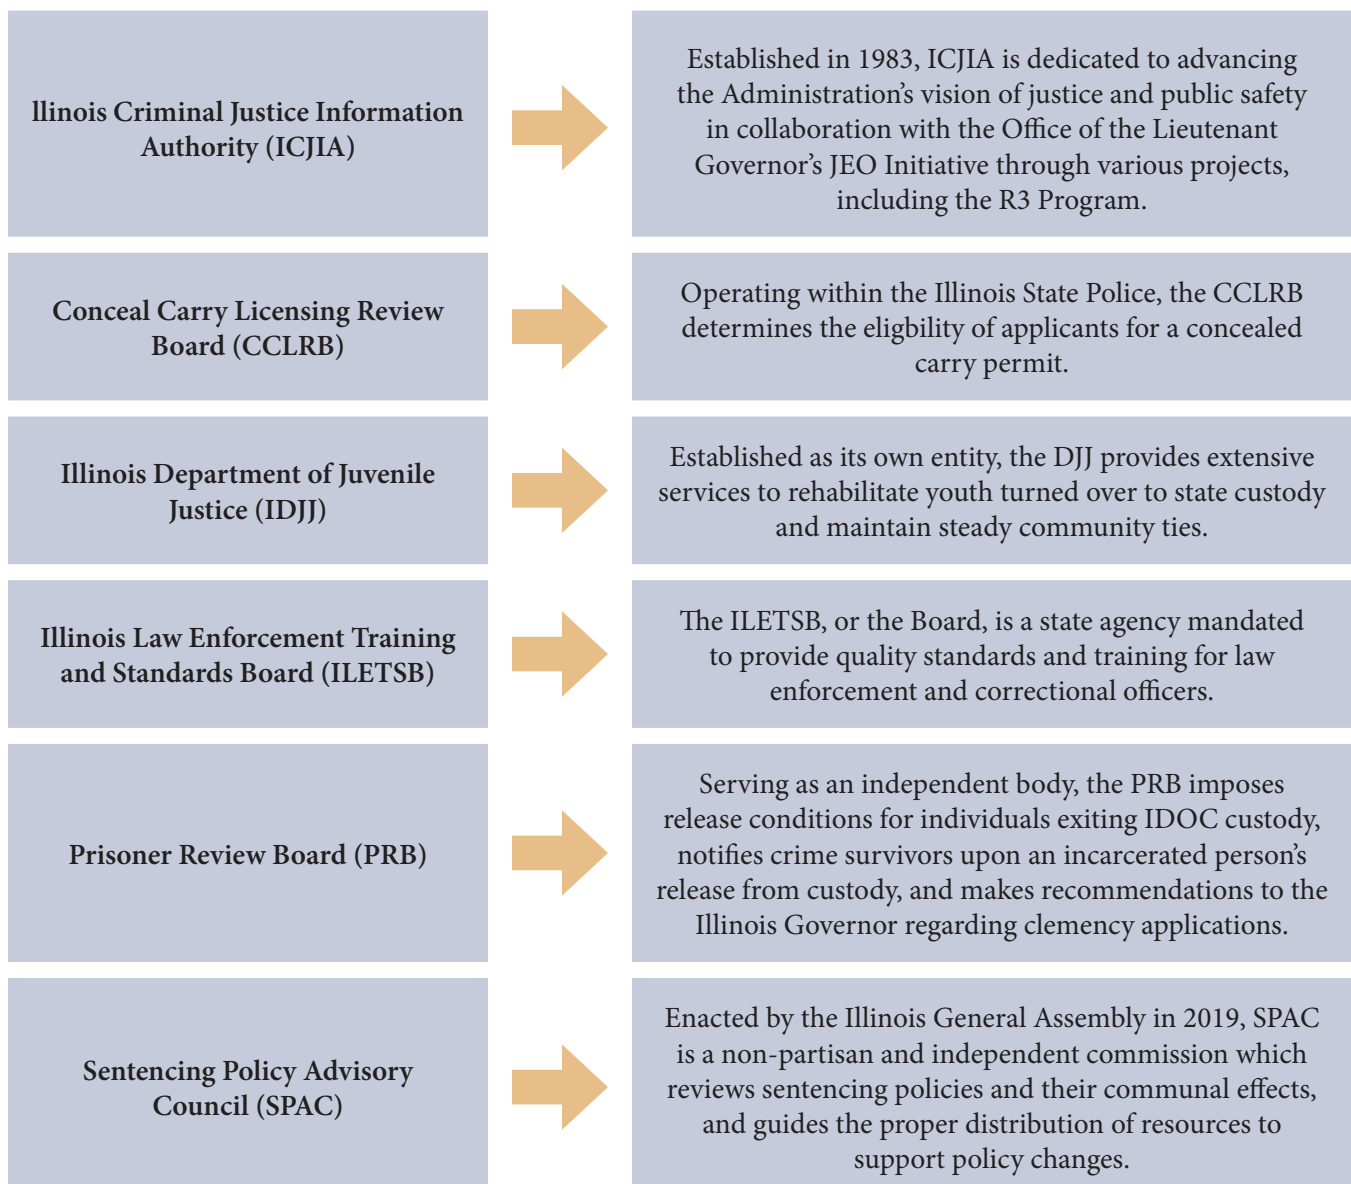 llinois Criminal Justice Information
Authority (ICJIA)
Established in 1983, ICJIA is dedicated to advancing
the Administration’s vision of justice and public safety
in collaboration with the Office of the Lieutenant
Governor’s JEO Initiative through various projects,
including the R3 Program.
Conceal Carry Licensing Review
Board (CCLRB)
Operating within the Illinois State Police, the CCLRB
determines the eligbility of applicants for a concealed
carry permit.
Illinois Department of Juvenile
Justice (IDJJ)
Established as its own entity, the DJJ provides extensive
services to rehabilitate youth turned over to state custody
and maintain steady community ties.
Illinois Law Enforcement Training
and Standards Board (ILETSB)
The ILETSB, or the Board, is a state agency mandated
to provide quality standards and training for law
enforcement and correctional officers.
Prisoner Review Board (PRB)
Serving as an independent body, the PRB imposes
release conditions for individuals exiting IDOC custody,
notifies crime survivors upon an incarcerated person’s
release from custody, and makes recommendations to the
Illinois Governor regarding clemency applications.
Sentencing Policy Advisory
Council (SPAC)
Enacted by the Illinois General Assembly in 2019, SPAC
is a non-partisan and independent commission which
reviews sentencing policies and their communal effects,
and guides the proper distribution of resources to
support policy changes.